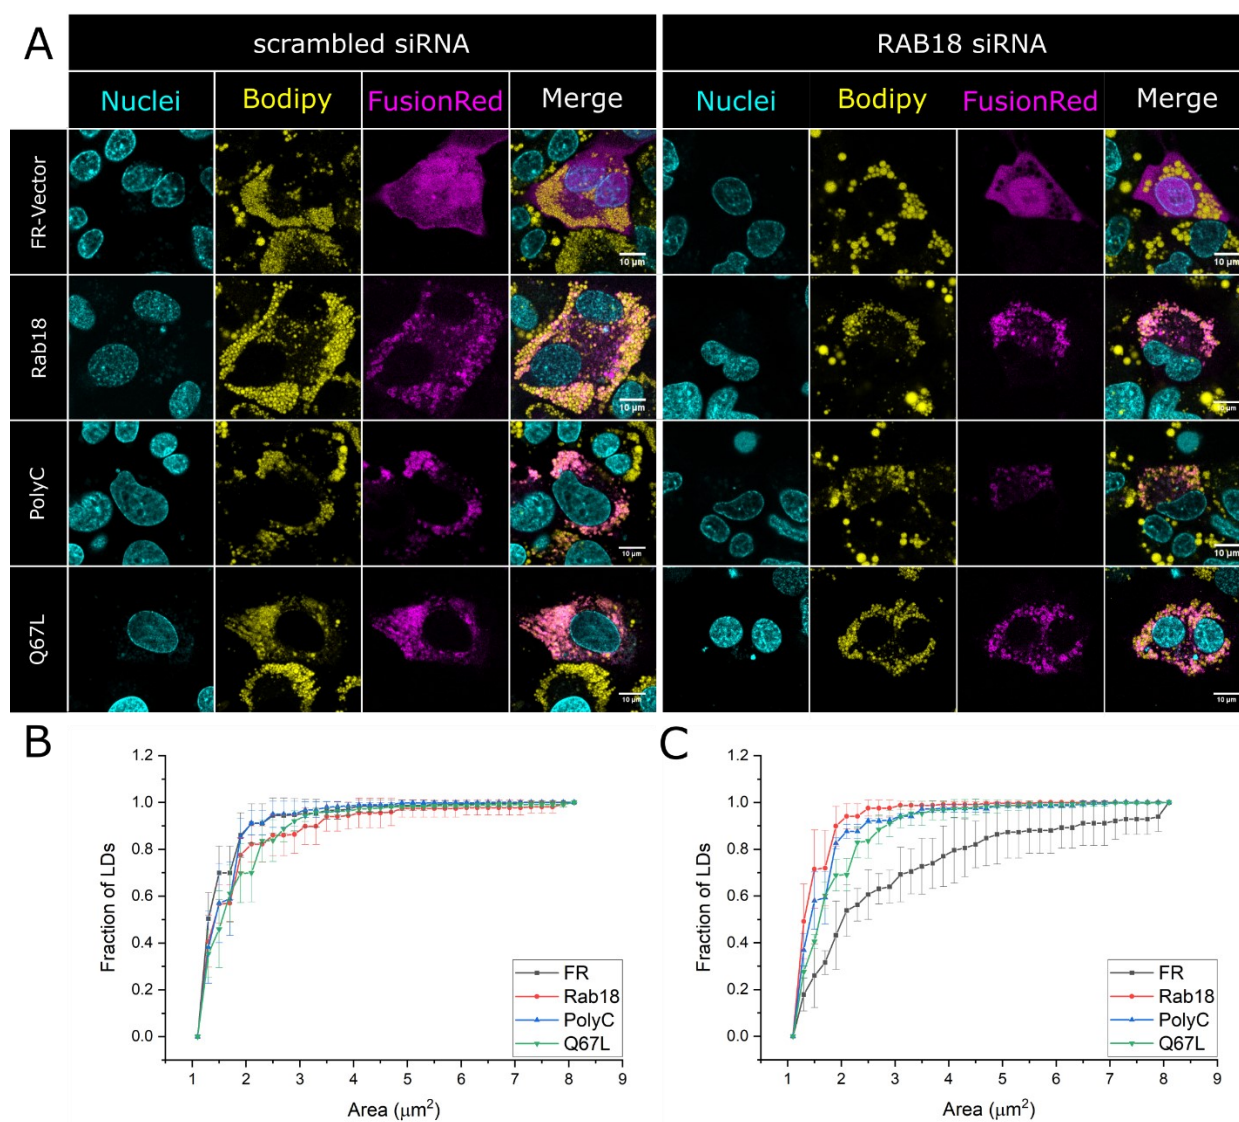 A
scrambled siRNA
RAB18 siRNA
Nuclei Bodipy FusionRed Merge
Nuclei Bodipy FusionRed Merge
FR-Vector
10 µm
10 µm
Rab18
10 µm
10 µm
PolyC
10 µm
10 µm
Q67L
10 µm
10 µm
B
1.2
1.0
0.8
0.6
0.4
0.2
0.0
Fraction of LDs
FR
Rab18
PolyC
Q67L
1 2 3 4 5 6 7 8 9
Area (µm²)
C
1.2
1.0
0.8
0.6
0.4
0.2
0.0
Fraction of LDs
FR
Rab18
PolyC
Q67L
1 2 3 4 5 6 7 8 9
Area (µm²)